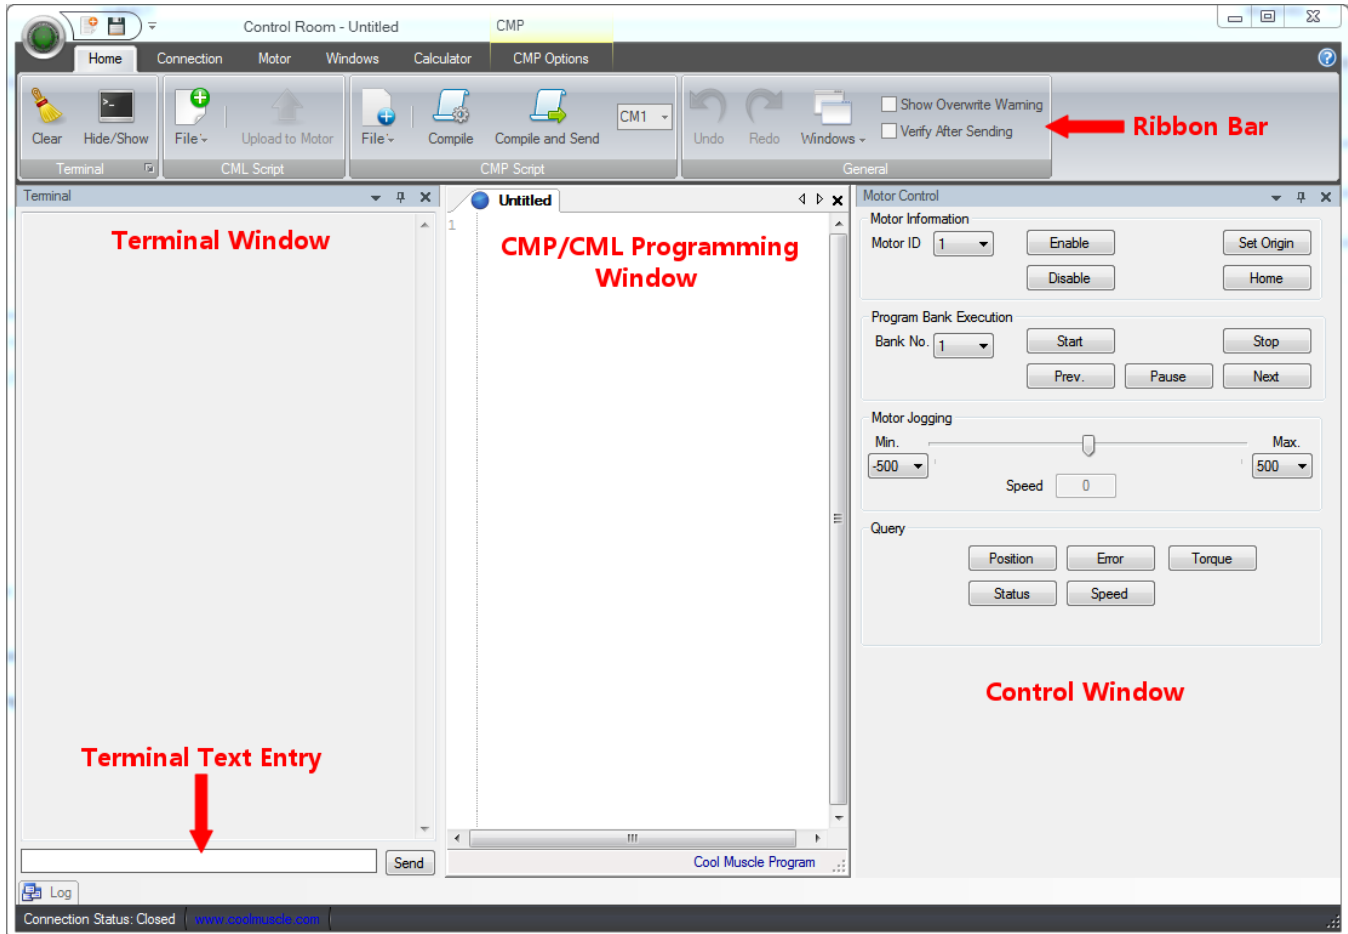 Control Room - Untitled
CMP
Home
Connection
Motor
Windows
Calculator
CMP Options
Clear
Hide/Show
File
Upload to Motor
File
Compile
Compile and Send
CM1
Undo
Redo
Windows
Show Overwrite Warning
Verify After Sending
Ribbon Bar
Terminal
CML Script
CMP Script
General
Terminal
Terminal Window
Untitled
1
CMP/CML Programming
Window
Motor Control
Motor Information
Motor ID 1
Enable
Set Origin
Disable
Home
Program Bank Execution
Bank No. 1
Start
Stop
Prev.
Pause
Next
Motor Jogging
Min.
Max.
-500
500
Speed 0
Query
Position
Error
Torque
Status
Speed
Control Window
Terminal Text Entry
Send
Cool Muscle Program
Log
Connection Status: Closed
www.coolmuscle.com